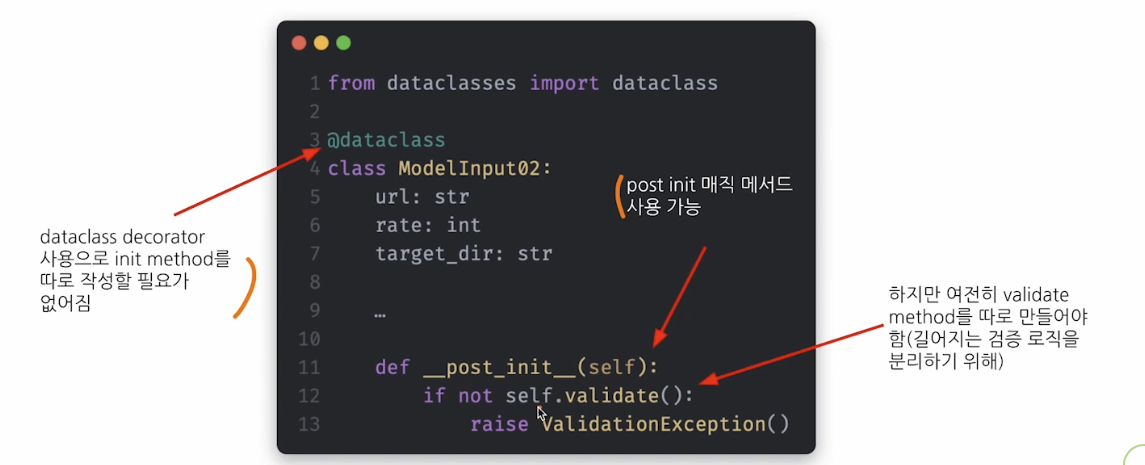 1 from dataclasses import dataclass
2
3 @dataclass
4 class ModelInput02:
5     url: str
6     rate: int
7     target_dir: str
8
9     …
10
11     def __post_init__(self):
12         if not self.validate():
13             raise ValidationException()
dataclass decorator
사용으로 init method를
따로 작성할 필요가
없어짐
post init 매직 메서드
사용 가능
하지만 여전히 validate
method를 따로 만들어야
함(길어지는 검증 로직을
분리하기 위해)